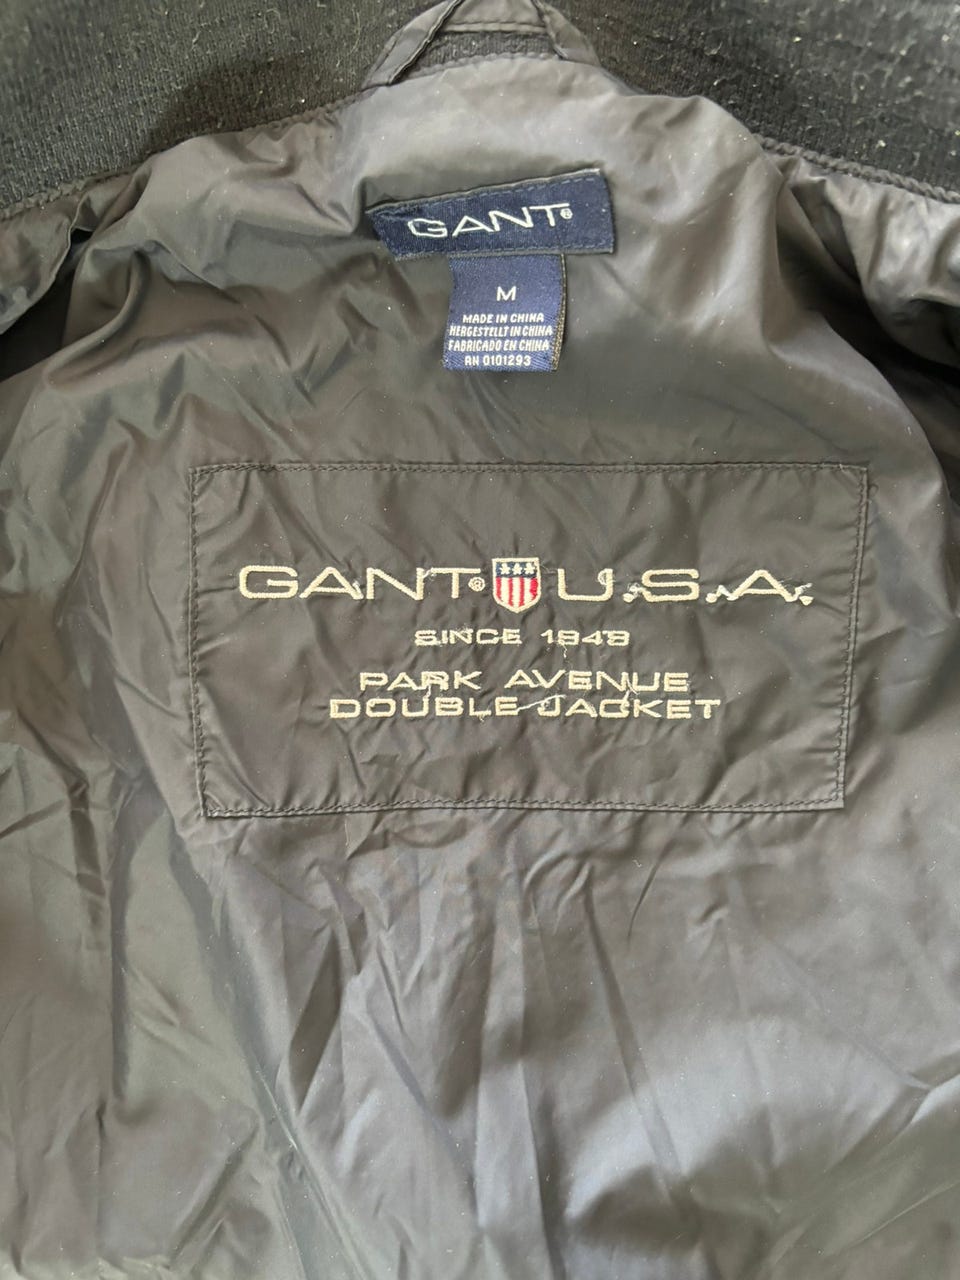 GANT®
M
MADE IN CHINA
HERGESTELLT IN CHINA
FABRICADO EN CHINA
RN 0101293
GANT® U.S.A.
SINCE 1949
PARK AVENUE
DOUBLE JACKET